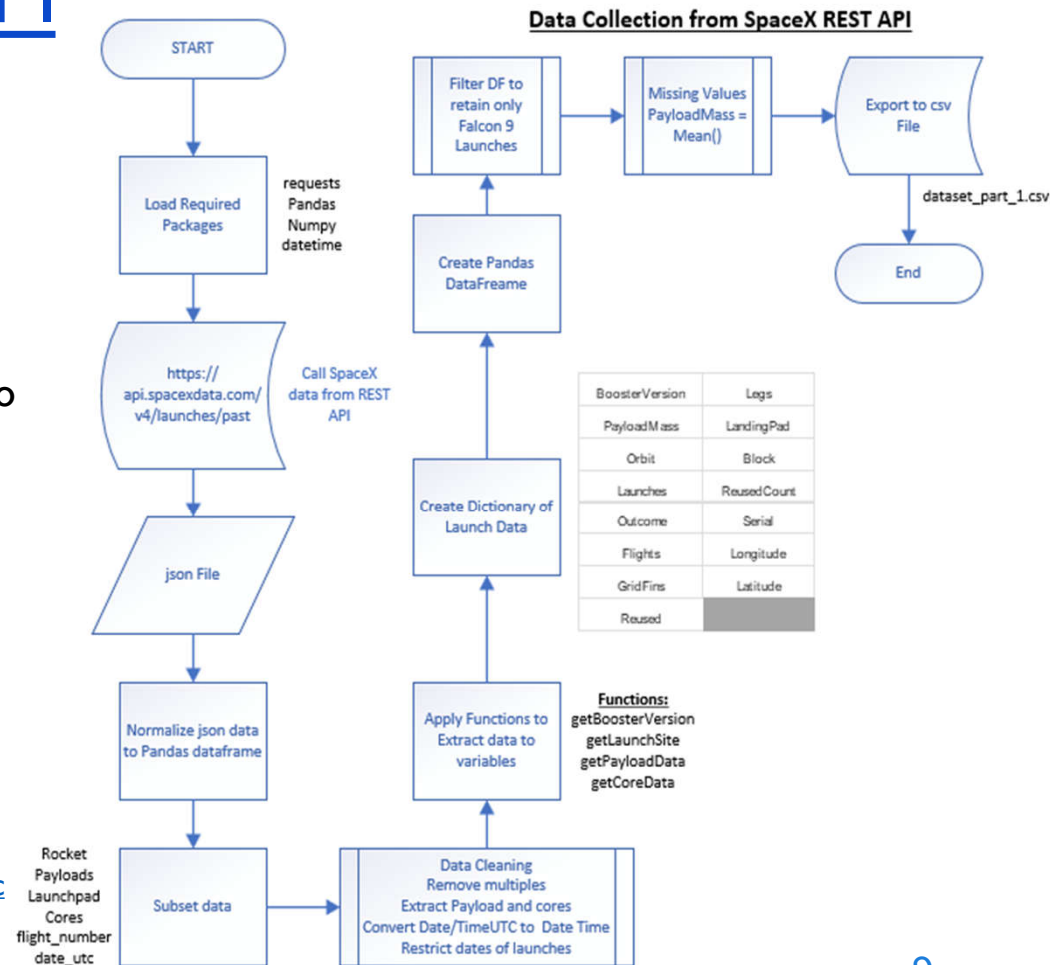 Data Collection from SpaceX REST API
START
Load Required
Packages
requests
Pandas
Numpy
datetime
https://
api.spacexdata.com/
v4/launches/past
Call SpaceX
data from REST
API
json File
Normalize json data
to Pandas dataframe
Subset data
Rocket
Payloads
Launchpad
Cores
flight_number
date_utc
Data Cleaning
Remove multiples
Extract Payload and cores
Convert Date/TimeUTC to Date Time
Restrict dates of launches
Apply Functions to
Extract data to
variables
Functions:
getBoosterVersion
getLaunchSite
getPayloadData
getCoreData
Create Dictionary of
Launch Data
BoosterVersion Legs
PayloadMass LandingPad
Orbit Block
Launches ReusedCount
Outcome Serial
Flights Longitude
GridFins Latitude
Reused
Create Pandas
DataFreame
Filter DF to
retain only
Falcon 9
Launches
Missing Values
PayloadMass =
Mean()
Export to csv
File
dataset_part_1.csv
End